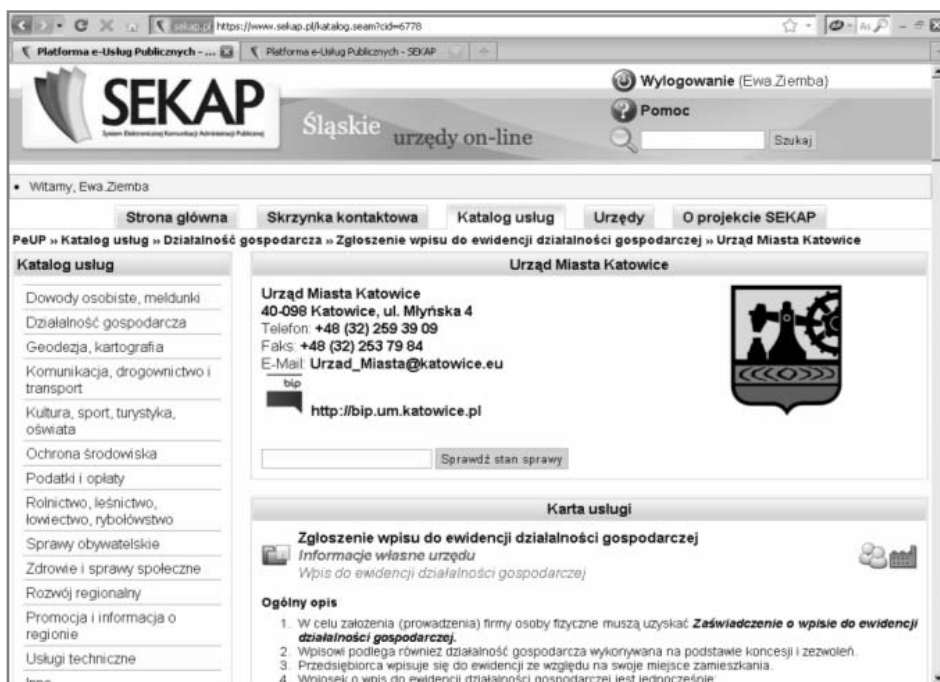 sekap.pl https://www.sekap.pl/katalog.seam?cid=6778
Platforma e-Usług Publicznych – ...
Platforma e-Usług Publicznych - SEKAP
SEKAP
System Elektronicznej Komunikacji Administracji Publicznej
Śląskie urzędy on-line
Wylogowanie (Ewa.Ziemba)
Pomoc
Szukaj
• Witamy, Ewa.Ziemba
Strona główna
Skrzynka kontaktowa
Katalog usług
Urzędy
O projekcie SEKAP
PeUP » Katalog usług » Działalność gospodarcza » Zgłoszenie wpisu do ewidencji działalności gospodarczej » Urząd Miasta Katowice
Katalog usług
Dowody osobiste, meldunki
Działalność gospodarcza
Geodezja, kartografia
Komunikacja, drogownictwo i
transport
Kultura, sport, turystyka,
oświata
Ochrona środowiska
Podatki i opłaty
Rolnictwo, leśnictwo,
łowiectwo, rybołówstwo
Sprawy obywatelskie
Zdrowie i sprawy społeczne
Rozwój regionalny
Promocja i informacja o
regionie
Usługi techniczne
Inne
Urząd Miasta Katowice
Urząd Miasta Katowice
40-098 Katowice, ul. Młyńska 4
Telefon: +48 (32) 259 39 09
Faks: +48 (32) 253 79 84
E-Mail: Urzad_Miasta@katowice.eu
bip
http://bip.um.katowice.pl
Sprawdź stan sprawy
Karta usługi
Zgłoszenie wpisu do ewidencji działalności gospodarczej
Informacje własne urzędu
Wpis do ewidencji działalności gospodarczej
Ogólny opis
1. W celu założenia (prowadzenia) firmy osoby fizyczne muszą uzyskać Zaświadczenie o wpisie do ewidencji
działalności gospodarczej.
2. Wpisowi podlega również działalność gospodarcza wykonywana na podstawie koncesji i zezwoleń.
3. Przedsiębiorca wpisuje się do ewidencji ze względu na swoje miejsce zamieszkania.
4. Wniosek o wpis do ewidencji działalności gospodarczej jest jednocześnie: